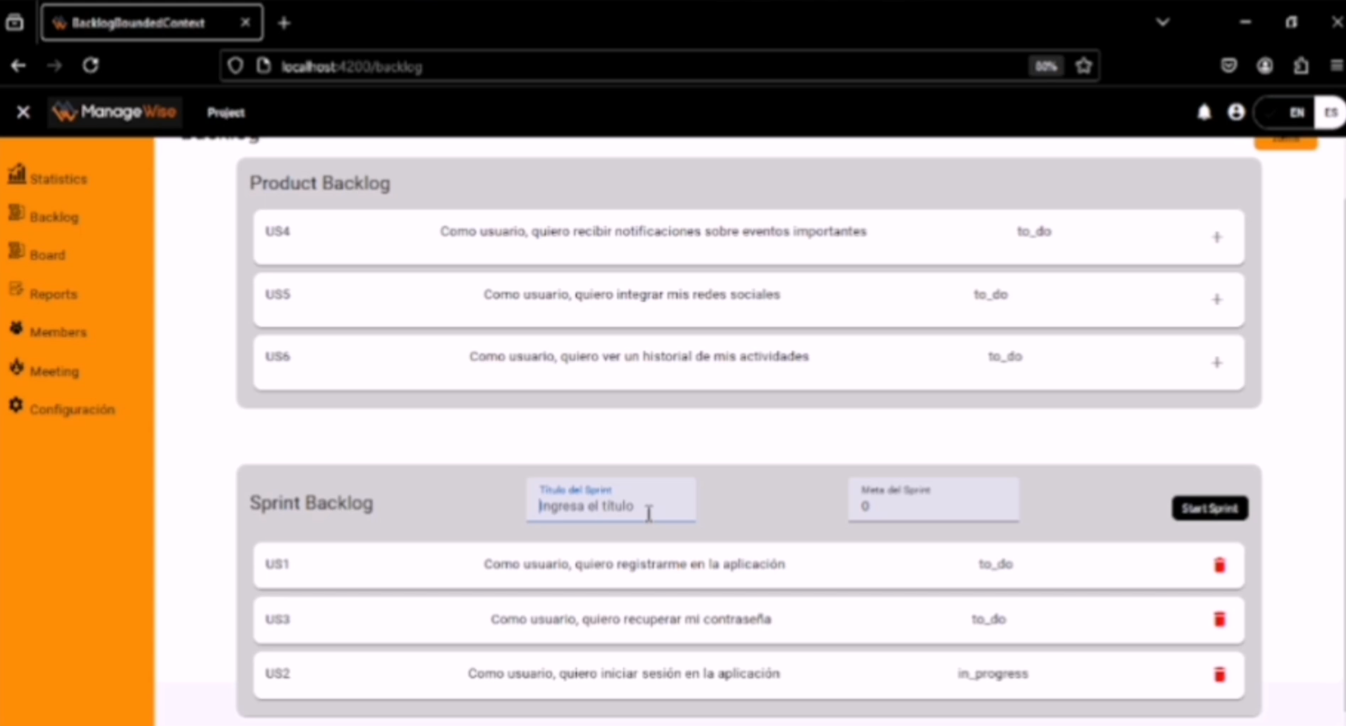 BacklogBoundedContext
localhost:4200/backlog
80%
ManageWise
Project
EN
ES
Statistics
Backlog
Board
Reports
Members
Meeting
Configuración
Product Backlog
US4 Como usuario, quiero recibir notificaciones sobre eventos importantes to_do +
US5 Como usuario, quiero integrar mis redes sociales to_do +
US6 Como usuario, quiero ver un historial de mis actividades to_do +
Sprint Backlog
Título del Sprint
Ingresa el título
Meta del Sprint
0
Start Sprint
US1 Como usuario, quiero registrarme en la aplicación to_do
US3 Como usuario, quiero recuperar mi contraseña to_do
US2 Como usuario, quiero iniciar sesión en la aplicación in_progress